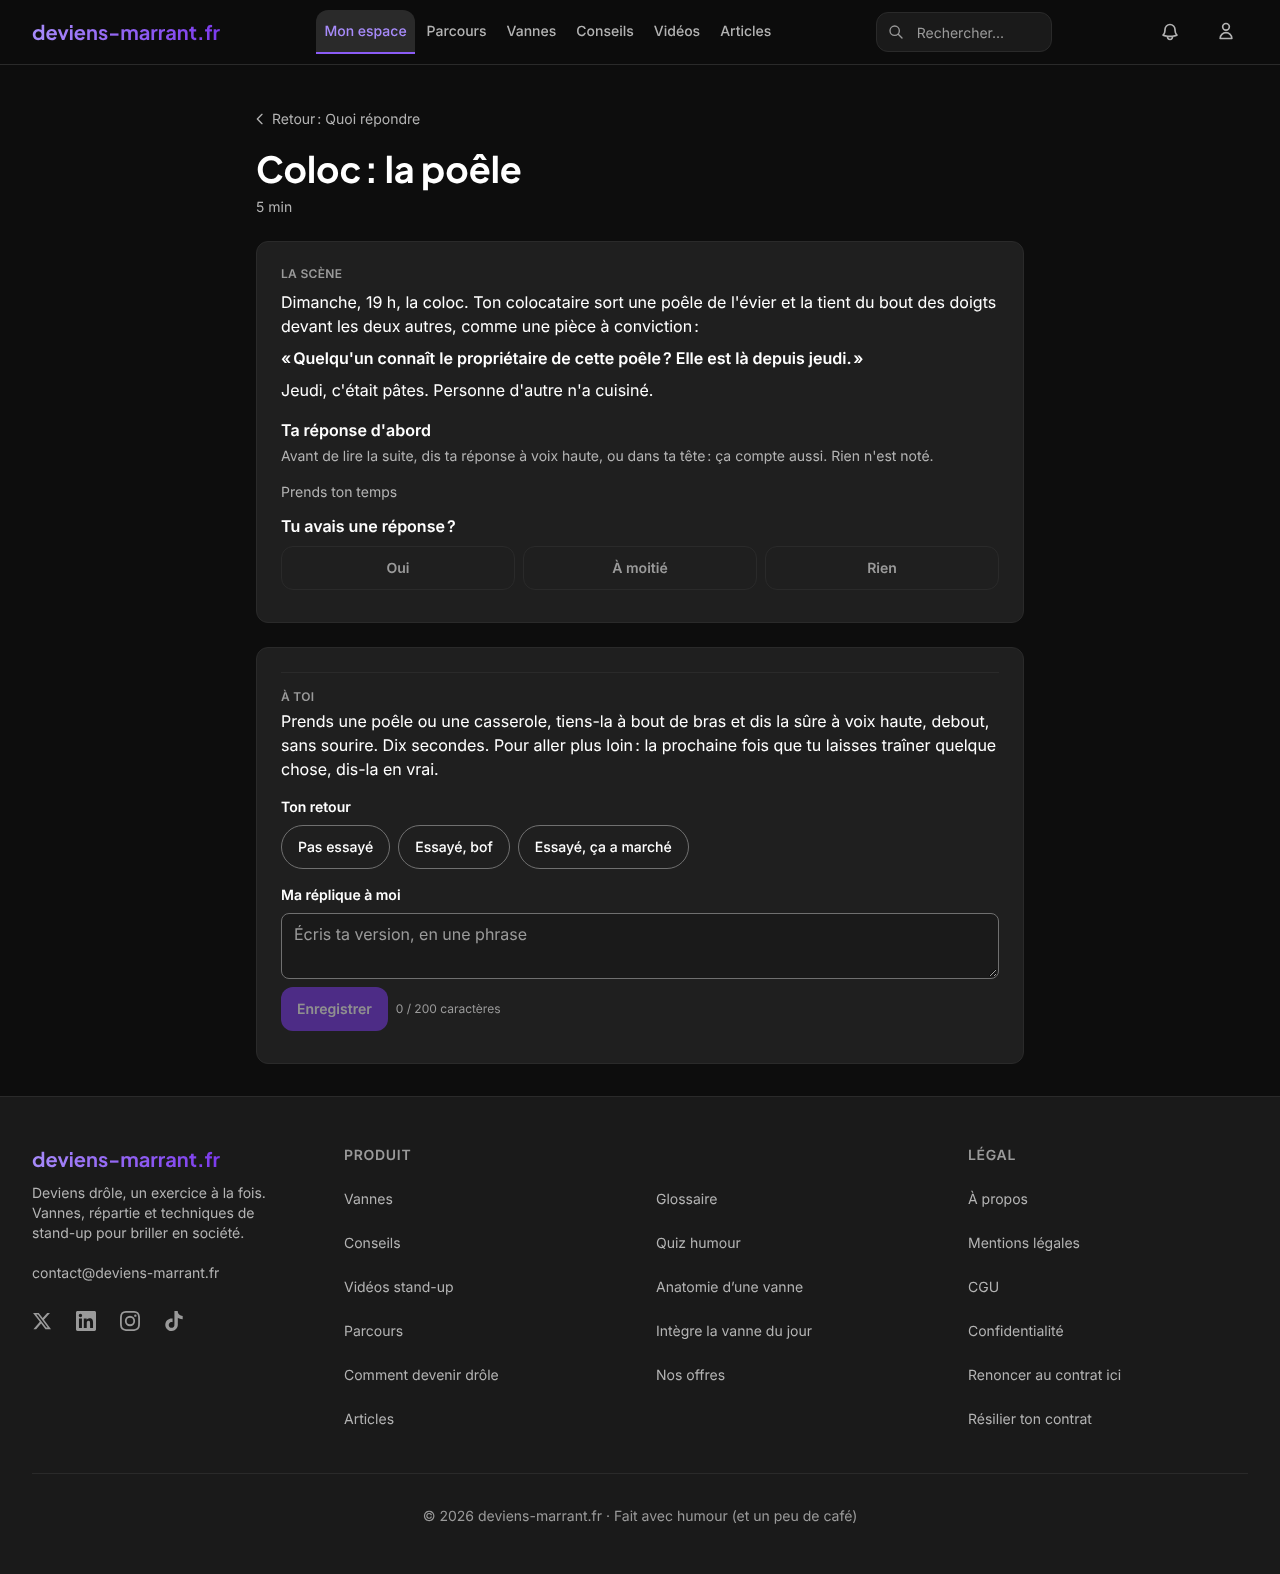 deviens-marrant.fr
Mon espace
Parcours
Vannes
Conseils
Vidéos
Articles
Rechercher...
Retour : Quoi répondre
Coloc : la poêle
5 min
LA SCÈNE
Dimanche, 19 h, la coloc. Ton colocataire sort une poêle de l'évier et la tient du bout des doigts
devant les deux autres, comme une pièce à conviction :
« Quelqu'un connaît le propriétaire de cette poêle ? Elle est là depuis jeudi. »
Jeudi, c'était pâtes. Personne d'autre n'a cuisiné.
Ta réponse d'abord
Avant de lire la suite, dis ta réponse à voix haute, ou dans ta tête : ça compte aussi. Rien n'est noté.
Prends ton temps
Tu avais une réponse ?
Oui
À moitié
Rien
À TOI
Prends une poêle ou une casserole, tiens-la à bout de bras et dis la sûre à voix haute, debout,
sans sourire. Dix secondes. Pour aller plus loin : la prochaine fois que tu laisses traîner quelque
chose, dis-la en vrai.
Ton retour
Pas essayé
Essayé, bof
Essayé, ça a marché
Ma réplique à moi
Écris ta version, en une phrase
Enregistrer
0 / 200 caractères
deviens-marrant.fr
Deviens drôle, un exercice à la fois.
Vannes, répartie et techniques de
stand-up pour briller en société.
contact@deviens-marrant.fr
PRODUIT
Vannes
Conseils
Vidéos stand-up
Parcours
Comment devenir drôle
Articles
Glossaire
Quiz humour
Anatomie d’une vanne
Intègre la vanne du jour
Nos offres
LÉGAL
À propos
Mentions légales
CGU
Confidentialité
Renoncer au contrat ici
Résilier ton contrat
© 2026 deviens-marrant.fr · Fait avec humour (et un peu de café)